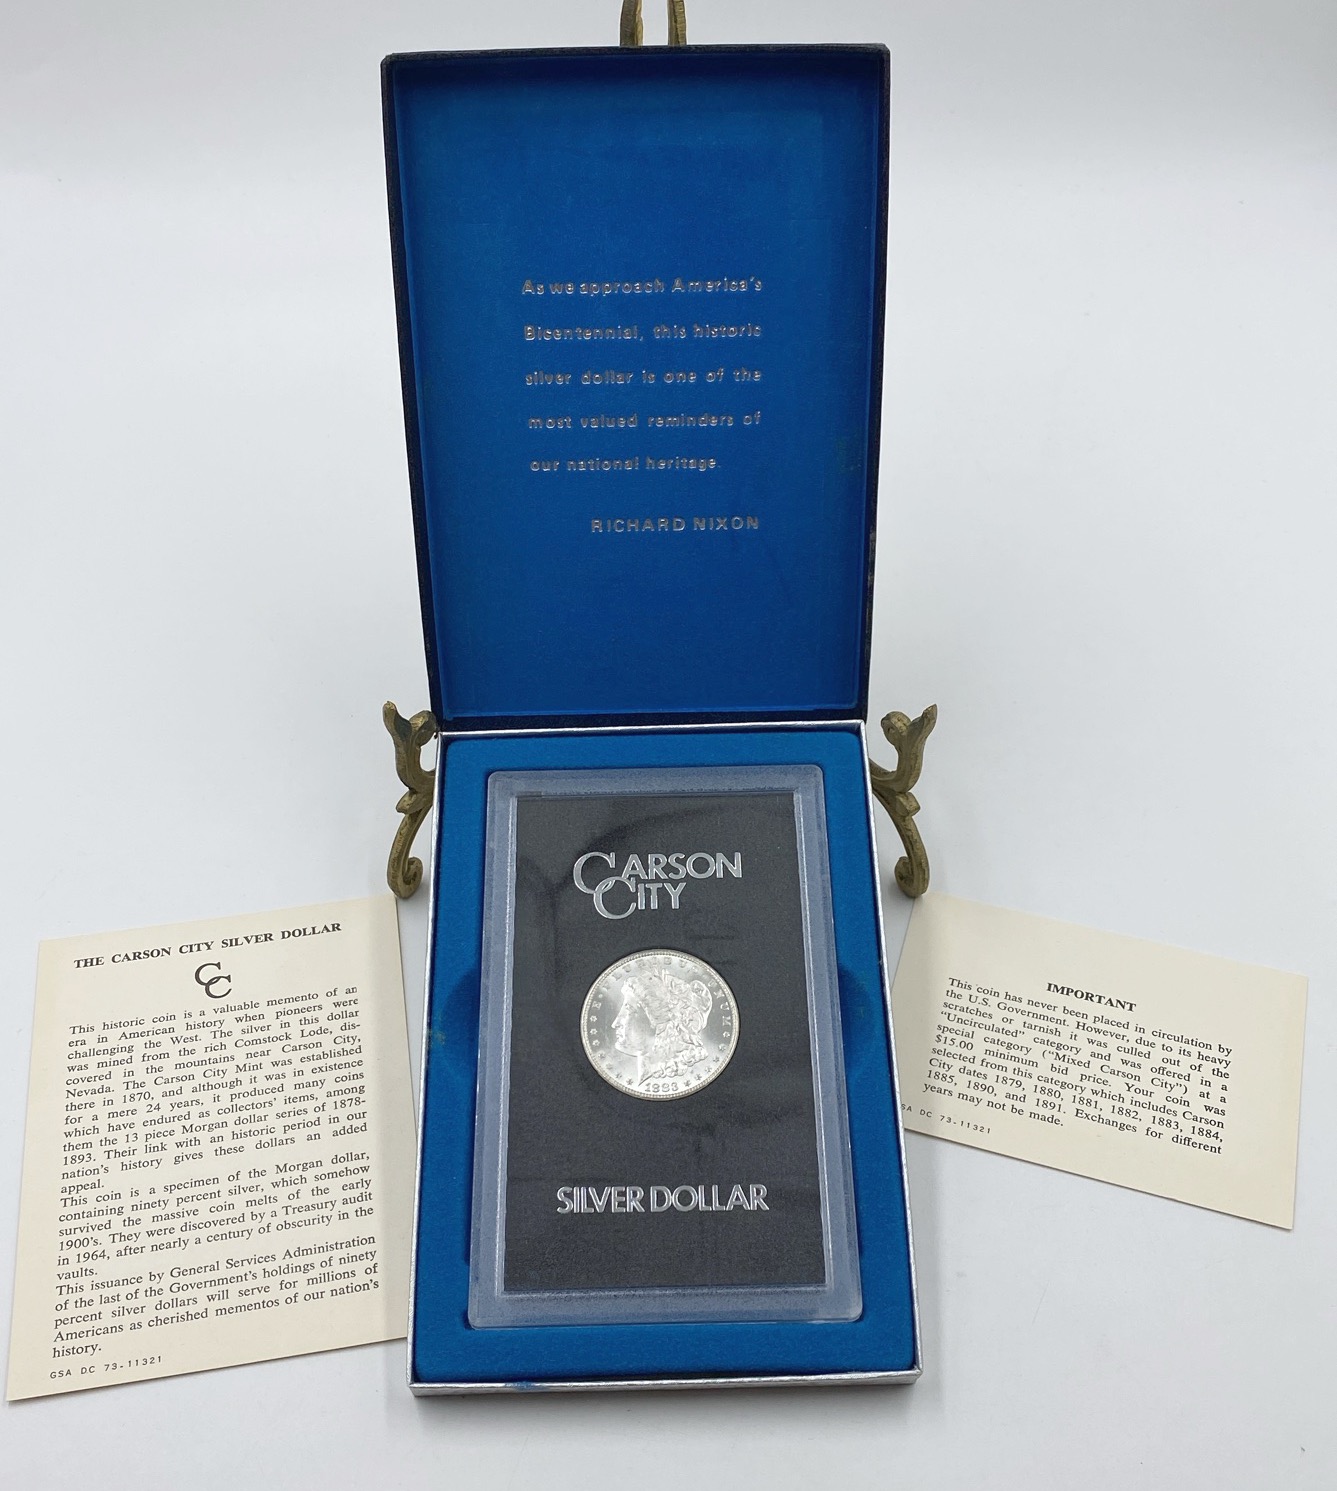 As we approach America's
Bicentennial, this historic
silver dollar is one of the
most valued reminders of
our national heritage.
RICHARD NIXON
CARSON
CITY
E PLURIBUS UNUM
1883
SILVER DOLLAR
THE CARSON CITY SILVER DOLLAR
CC
This historic coin is a valuable memento of an
era in American history when pioneers were
challenging the West. The silver in this dollar
was mined from the rich Comstock Lode, dis-
covered in the mountains near Carson City,
Nevada. The Carson City Mint was established
there in 1870, and although it was in existence
for a mere 24 years, it produced many coins
which have endured as collectors' items, among
them the 13 piece Morgan dollar series of 1878-
1893. Their link with an historic period in our
nation's history gives these dollars an added
appeal.
This coin is a specimen of the Morgan dollar,
containing ninety percent silver, which somehow
survived the massive coin melts of the early
1900's. They were discovered by a Treasury audit
in 1964, after nearly a century of obscurity in the
vaults.
This issuance by General Services Administration
of the last of the Government's holdings of ninety
percent silver dollars will serve for millions of
Americans as cherished mementos of our nation's
history.
GSA DC 73-11321
IMPORTANT
This coin has never been placed in circulation by
the U.S. Government. However, due to its heavy
scratches or tarnish it was culled out of the
"Uncirculated" category and was offered in a
special category ("Mixed Carson City") at a
$15.00 minimum bid price. Your coin was
selected from this category which includes Carson
City dates 1879, 1880, 1881, 1882, 1883, 1884,
1885, 1890, and 1891. Exchanges for different
years may not be made.
SA DC 73-11321